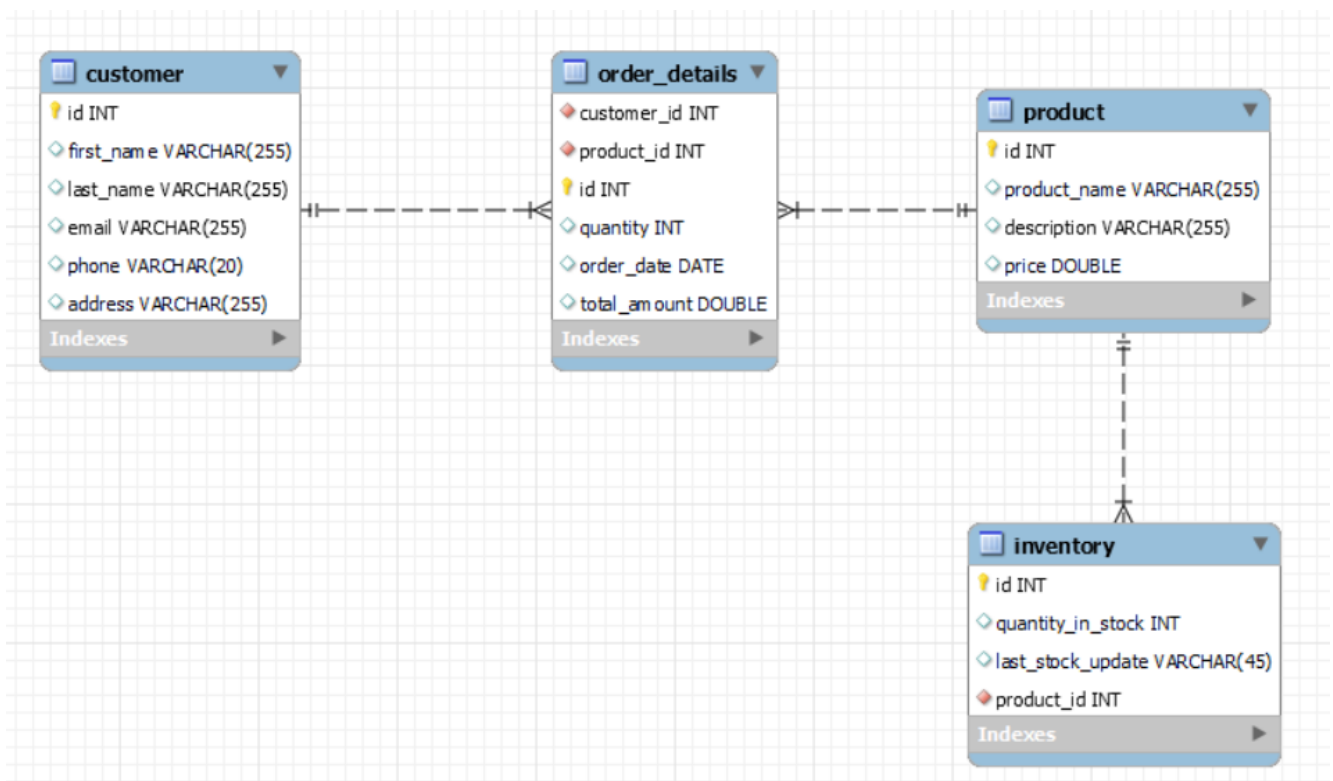 customer
id INT
first_name VARCHAR(255)
last_name VARCHAR(255)
email VARCHAR(255)
phone VARCHAR(20)
address VARCHAR(255)
Indexes
order_details
customer_id INT
product_id INT
id INT
quantity INT
order_date DATE
total_amount DOUBLE
Indexes
product
id INT
product_name VARCHAR(255)
description VARCHAR(255)
price DOUBLE
Indexes
inventory
id INT
quantity_in_stock INT
last_stock_update VARCHAR(45)
product_id INT
Indexes